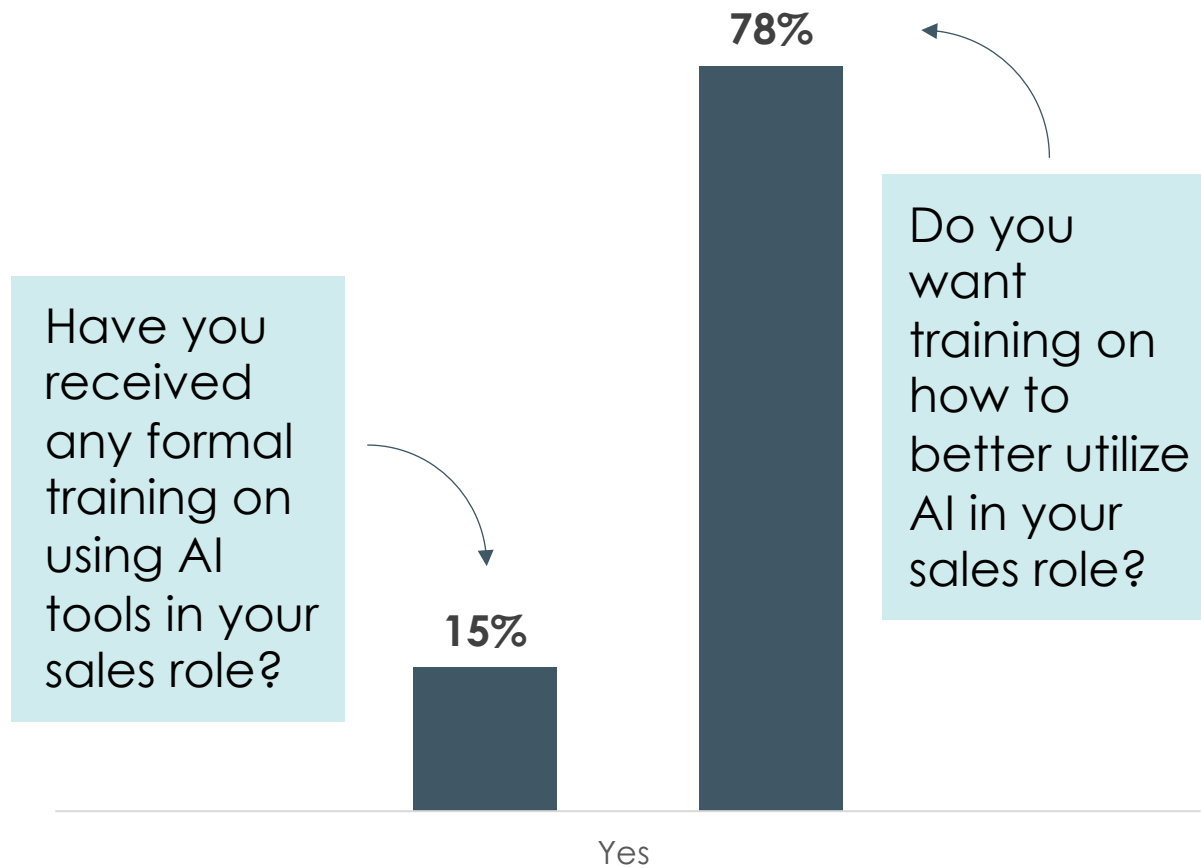 78%
Do you
want
training on
how to
better utilize
AI in your
sales role?
Have you
received
any formal
training on
using AI
tools in your
sales role?
15%
Yes